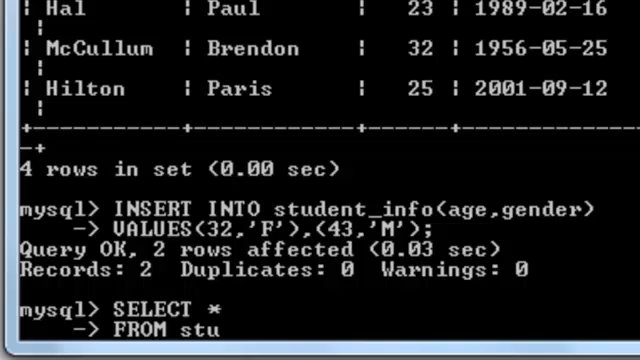 ¦ Hal ¦ Paul ¦ 23 ¦ 1989-02-16
¦
¦ McCullum ¦ Brendon ¦ 32 ¦ 1956-05-25
¦
¦ Hilton ¦ Paris ¦ 25 ¦ 2001-09-12
¦
+-----------+-------------+------+------------
-+
4 rows in set (0.00 sec)
mysql> INSERT INTO student_info(age,gender)
-> VALUES(32,'F'),(43,'M');
Query OK, 2 rows affected (0.03 sec)
Records: 2 Duplicates: 0 Warnings: 0
mysql> SELECT *
-> FROM stu